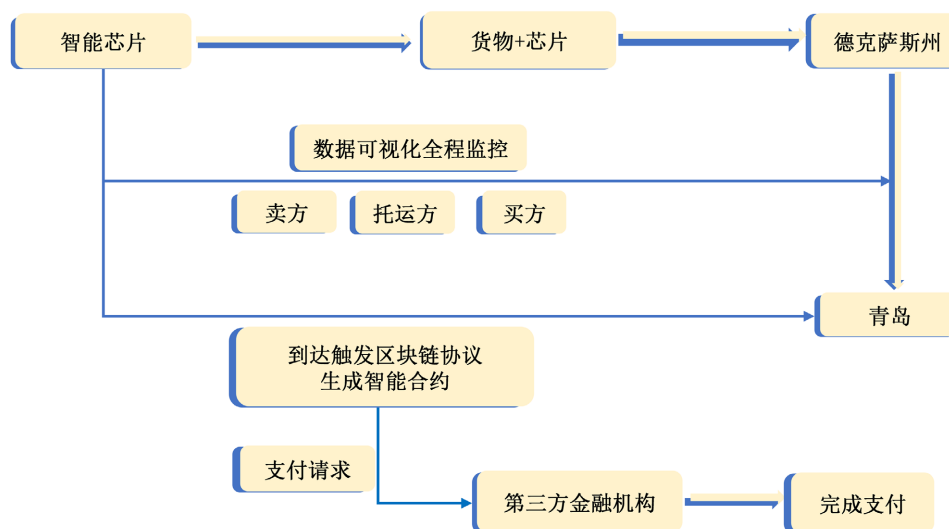 智能芯片
货物+芯片
德克萨斯州
数据可视化全程监控
卖方
托运方
买方
青岛
到达触发区块链协议
生成智能合约
支付请求
第三方金融机构
完成支付